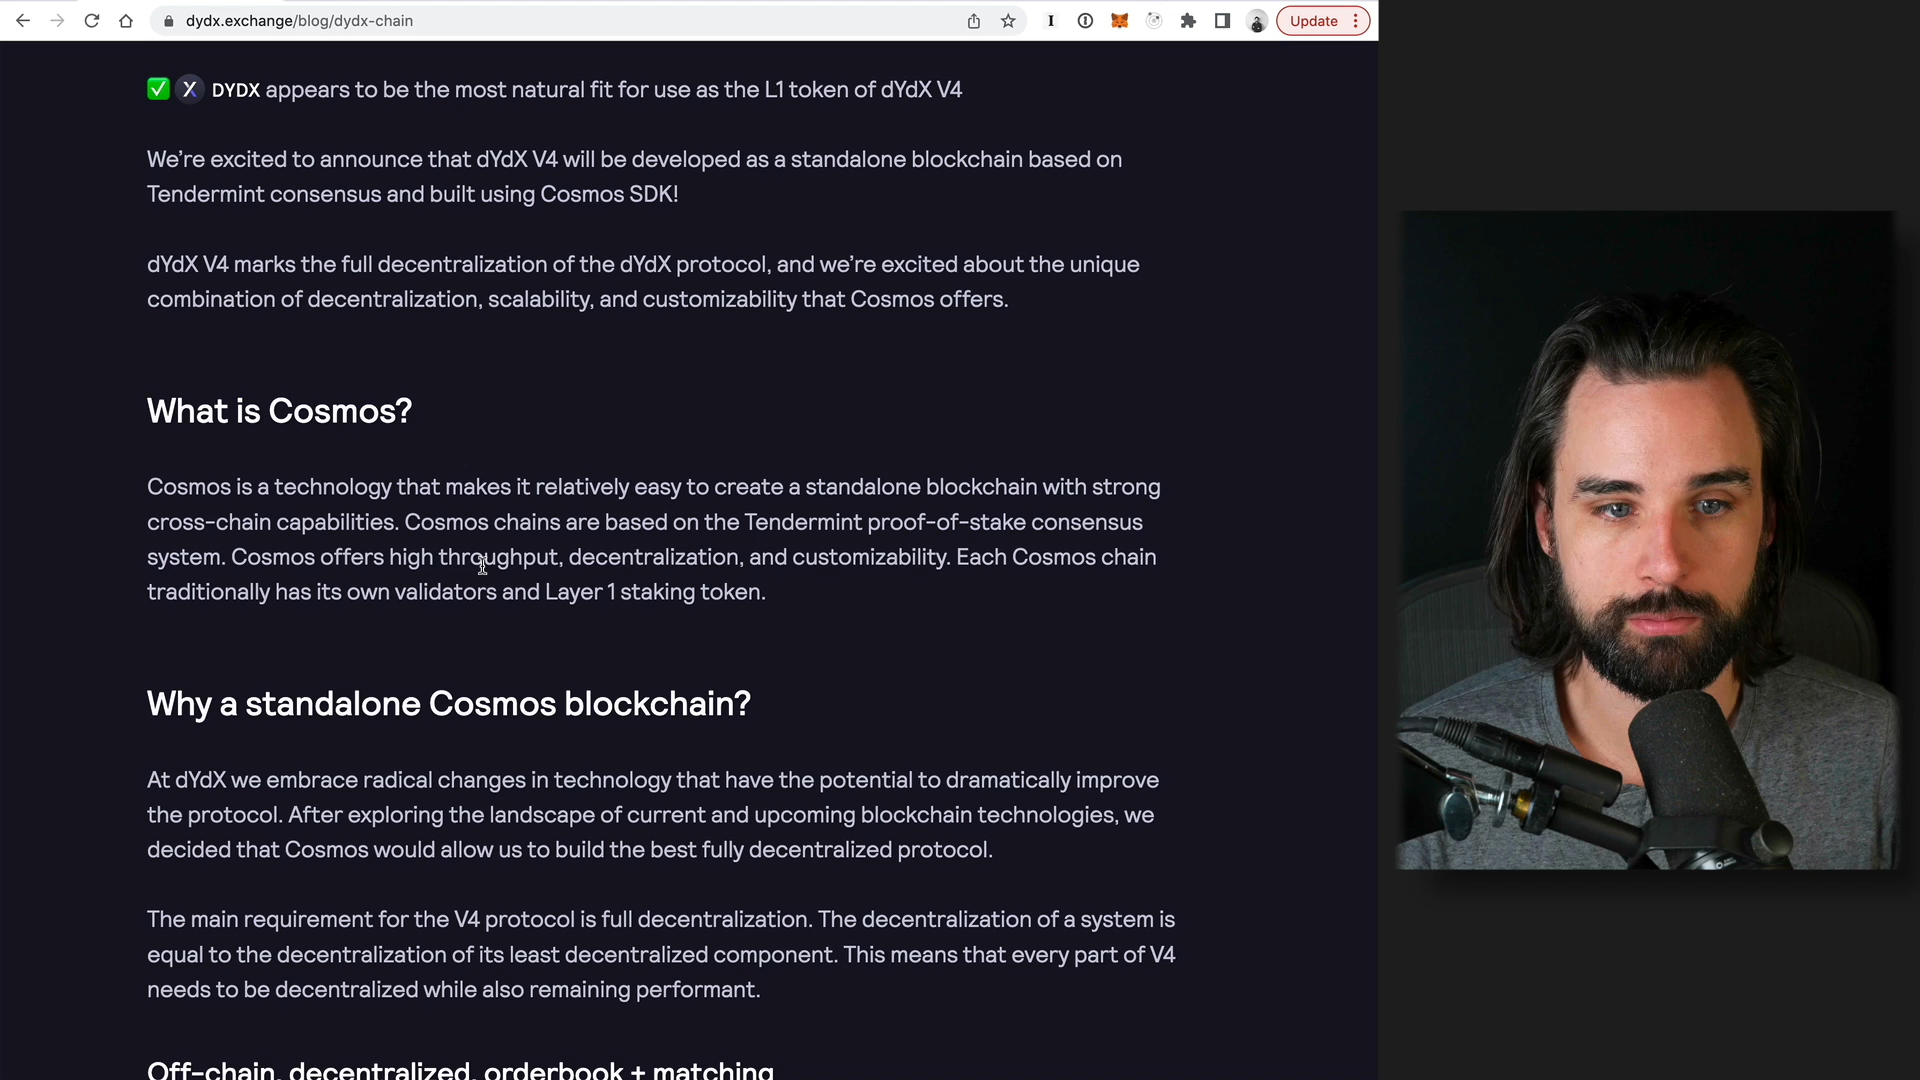 dydx.exchange/blog/dydx-chain
Update
✅ DYDX appears to be the most natural fit for use as the L1 token of dYdX V4
We’re excited to announce that dYdX V4 will be developed as a standalone blockchain based on
Tendermint consensus and built using Cosmos SDK!
dYdX V4 marks the full decentralization of the dYdX protocol, and we’re excited about the unique
combination of decentralization, scalability, and customizability that Cosmos offers.
What is Cosmos?
Cosmos is a technology that makes it relatively easy to create a standalone blockchain with strong
cross-chain capabilities. Cosmos chains are based on the Tendermint proof-of-stake consensus
system. Cosmos offers high throughput, decentralization, and customizability. Each Cosmos chain
traditionally has its own validators and Layer 1 staking token.
Why a standalone Cosmos blockchain?
At dYdX we embrace radical changes in technology that have the potential to dramatically improve
the protocol. After exploring the landscape of current and upcoming blockchain technologies, we
decided that Cosmos would allow us to build the best fully decentralized protocol.
The main requirement for the V4 protocol is full decentralization. The decentralization of a system is
equal to the decentralization of its least decentralized component. This means that every part of V4
needs to be decentralized while also remaining performant.
Off-chain, decentralized, orderbook + matching